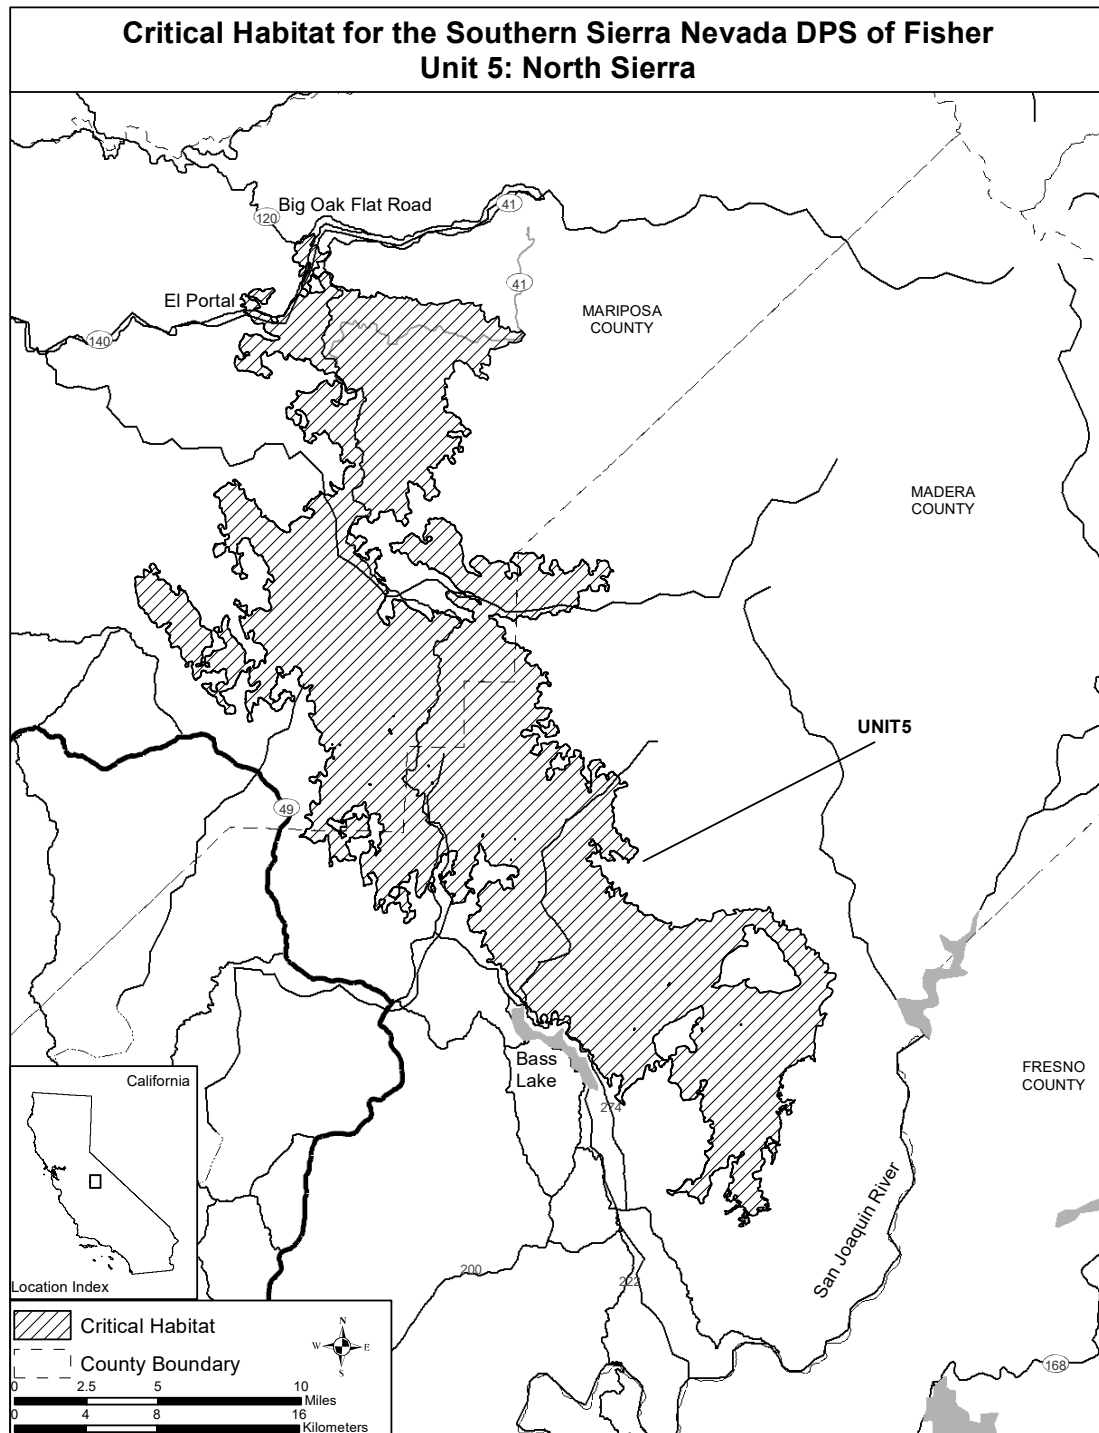 Critical Habitat for the Southern Sierra Nevada DPS of Fisher
Unit 5: North Sierra
Big Oak Flat Road
120
41
El Portal
41
140
MARIPOSA
COUNTY
MADERA
COUNTY
UNIT5
49
Bass
Lake
274
FRESNO
COUNTY
San Joaquin River
200
222
168
California
Location Index
Critical Habitat
County Boundary
N
W
E
S
0 2.5 5 10
Miles
0 4 8 16
Kilometers